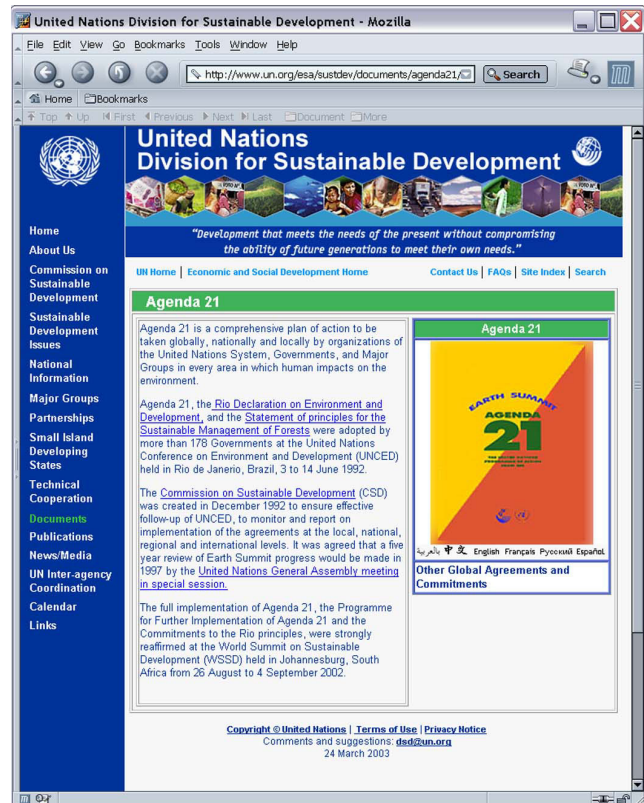 United Nations Division for Sustainable Development - Mozilla
File Edit View Go Bookmarks Tools Window Help
http://www.un.org/esa/sustdev/documents/agenda21/
Search
Home Bookmarks
Top Up First Previous Next Last Document More
United Nations
Division for Sustainable Development
"Development that meets the needs of the present without compromising
the ability of future generations to meet their own needs."
UN Home | Economic and Social Development Home
Contact Us | FAQs | Site Index | Search
Home
About Us
Commission on
Sustainable
Development
Sustainable
Development
Issues
National
Information
Major Groups
Partnerships
Small Island
Developing
States
Technical
Cooperation
Documents
Publications
News/Media
UN Inter-agency
Coordination
Calendar
Links
Agenda 21
Agenda 21 is a comprehensive plan of action to be
taken globally, nationally and locally by organizations of
the United Nations System, Governments, and Major
Groups in every area in which human impacts on the
environment.
Agenda 21, the Rio Declaration on Environment and
Development, and the Statement of principles for the
Sustainable Management of Forests were adopted by
more than 178 Governments at the United Nations
Conference on Environment and Development (UNCED)
held in Rio de Janerio, Brazil, 3 to 14 June 1992.
The Commission on Sustainable Development (CSD)
was created in December 1992 to ensure effective
follow-up of UNCED, to monitor and report on
implementation of the agreements at the local, national,
regional and international levels. It was agreed that a five
year review of Earth Summit progress would be made in
1997 by the United Nations General Assembly meeting
in special session.
The full implementation of Agenda 21, the Programme
for Further Implementation of Agenda 21 and the
Commitments to the Rio principles, were strongly
reaffirmed at the World Summit on Sustainable
Development (WSSD) held in Johannesburg, South
Africa from 26 August to 4 September 2002.
Agenda 21
EARTH SUMMIT
AGENDA
21
بالعربية 中文 English Français Русский Español
Other Global Agreements and
Commitments
Copyright © United Nations | Terms of Use | Privacy Notice
Comments and suggestions: dsd@un.org
24 March 2003